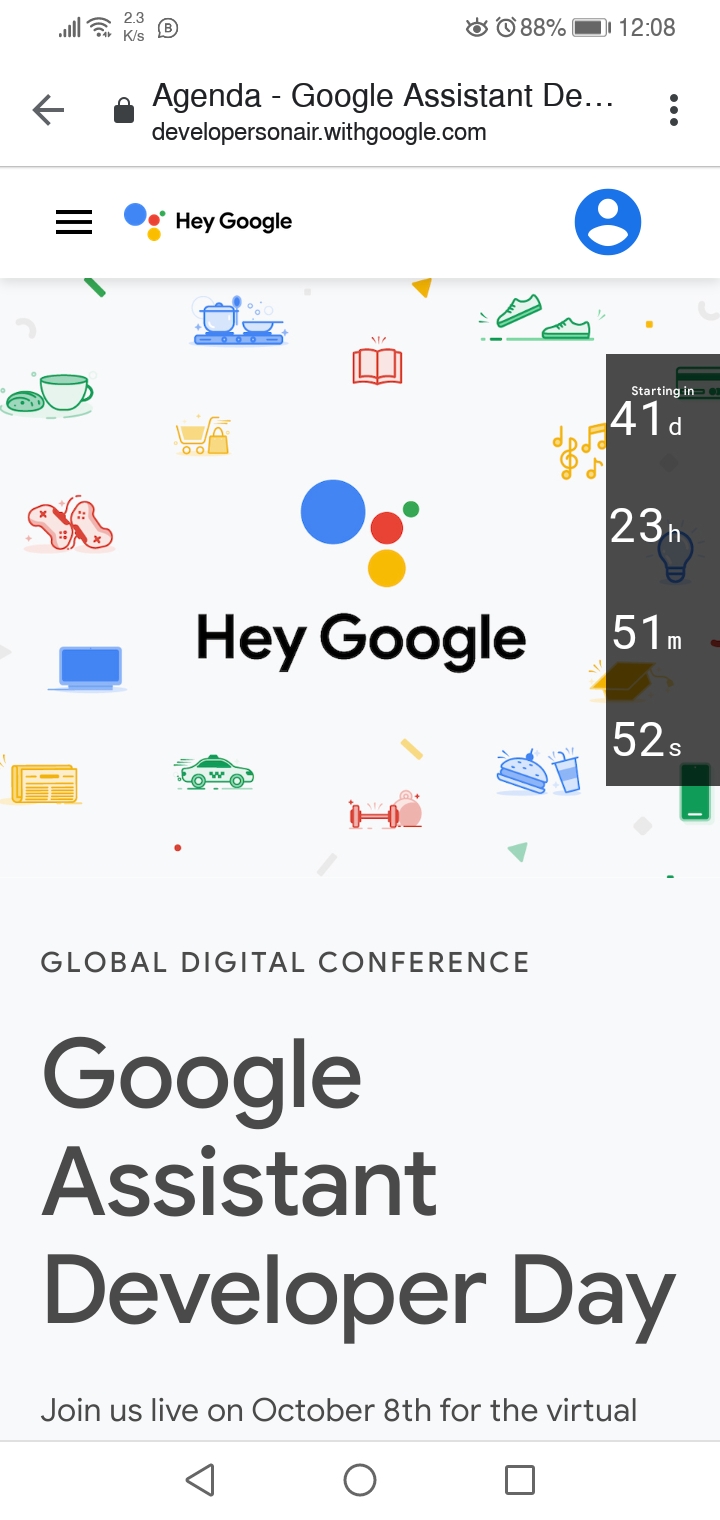 2.3
K/s
B
88%
12:08
Agenda - Google Assistant De...
developersonair.withgoogle.com
Hey Google
Starting in
41d
23h
51m
52s
Hey Google
GLOBAL DIGITAL CONFERENCE
Google
Assistant
Developer Day
Join us live on October 8th for the virtual